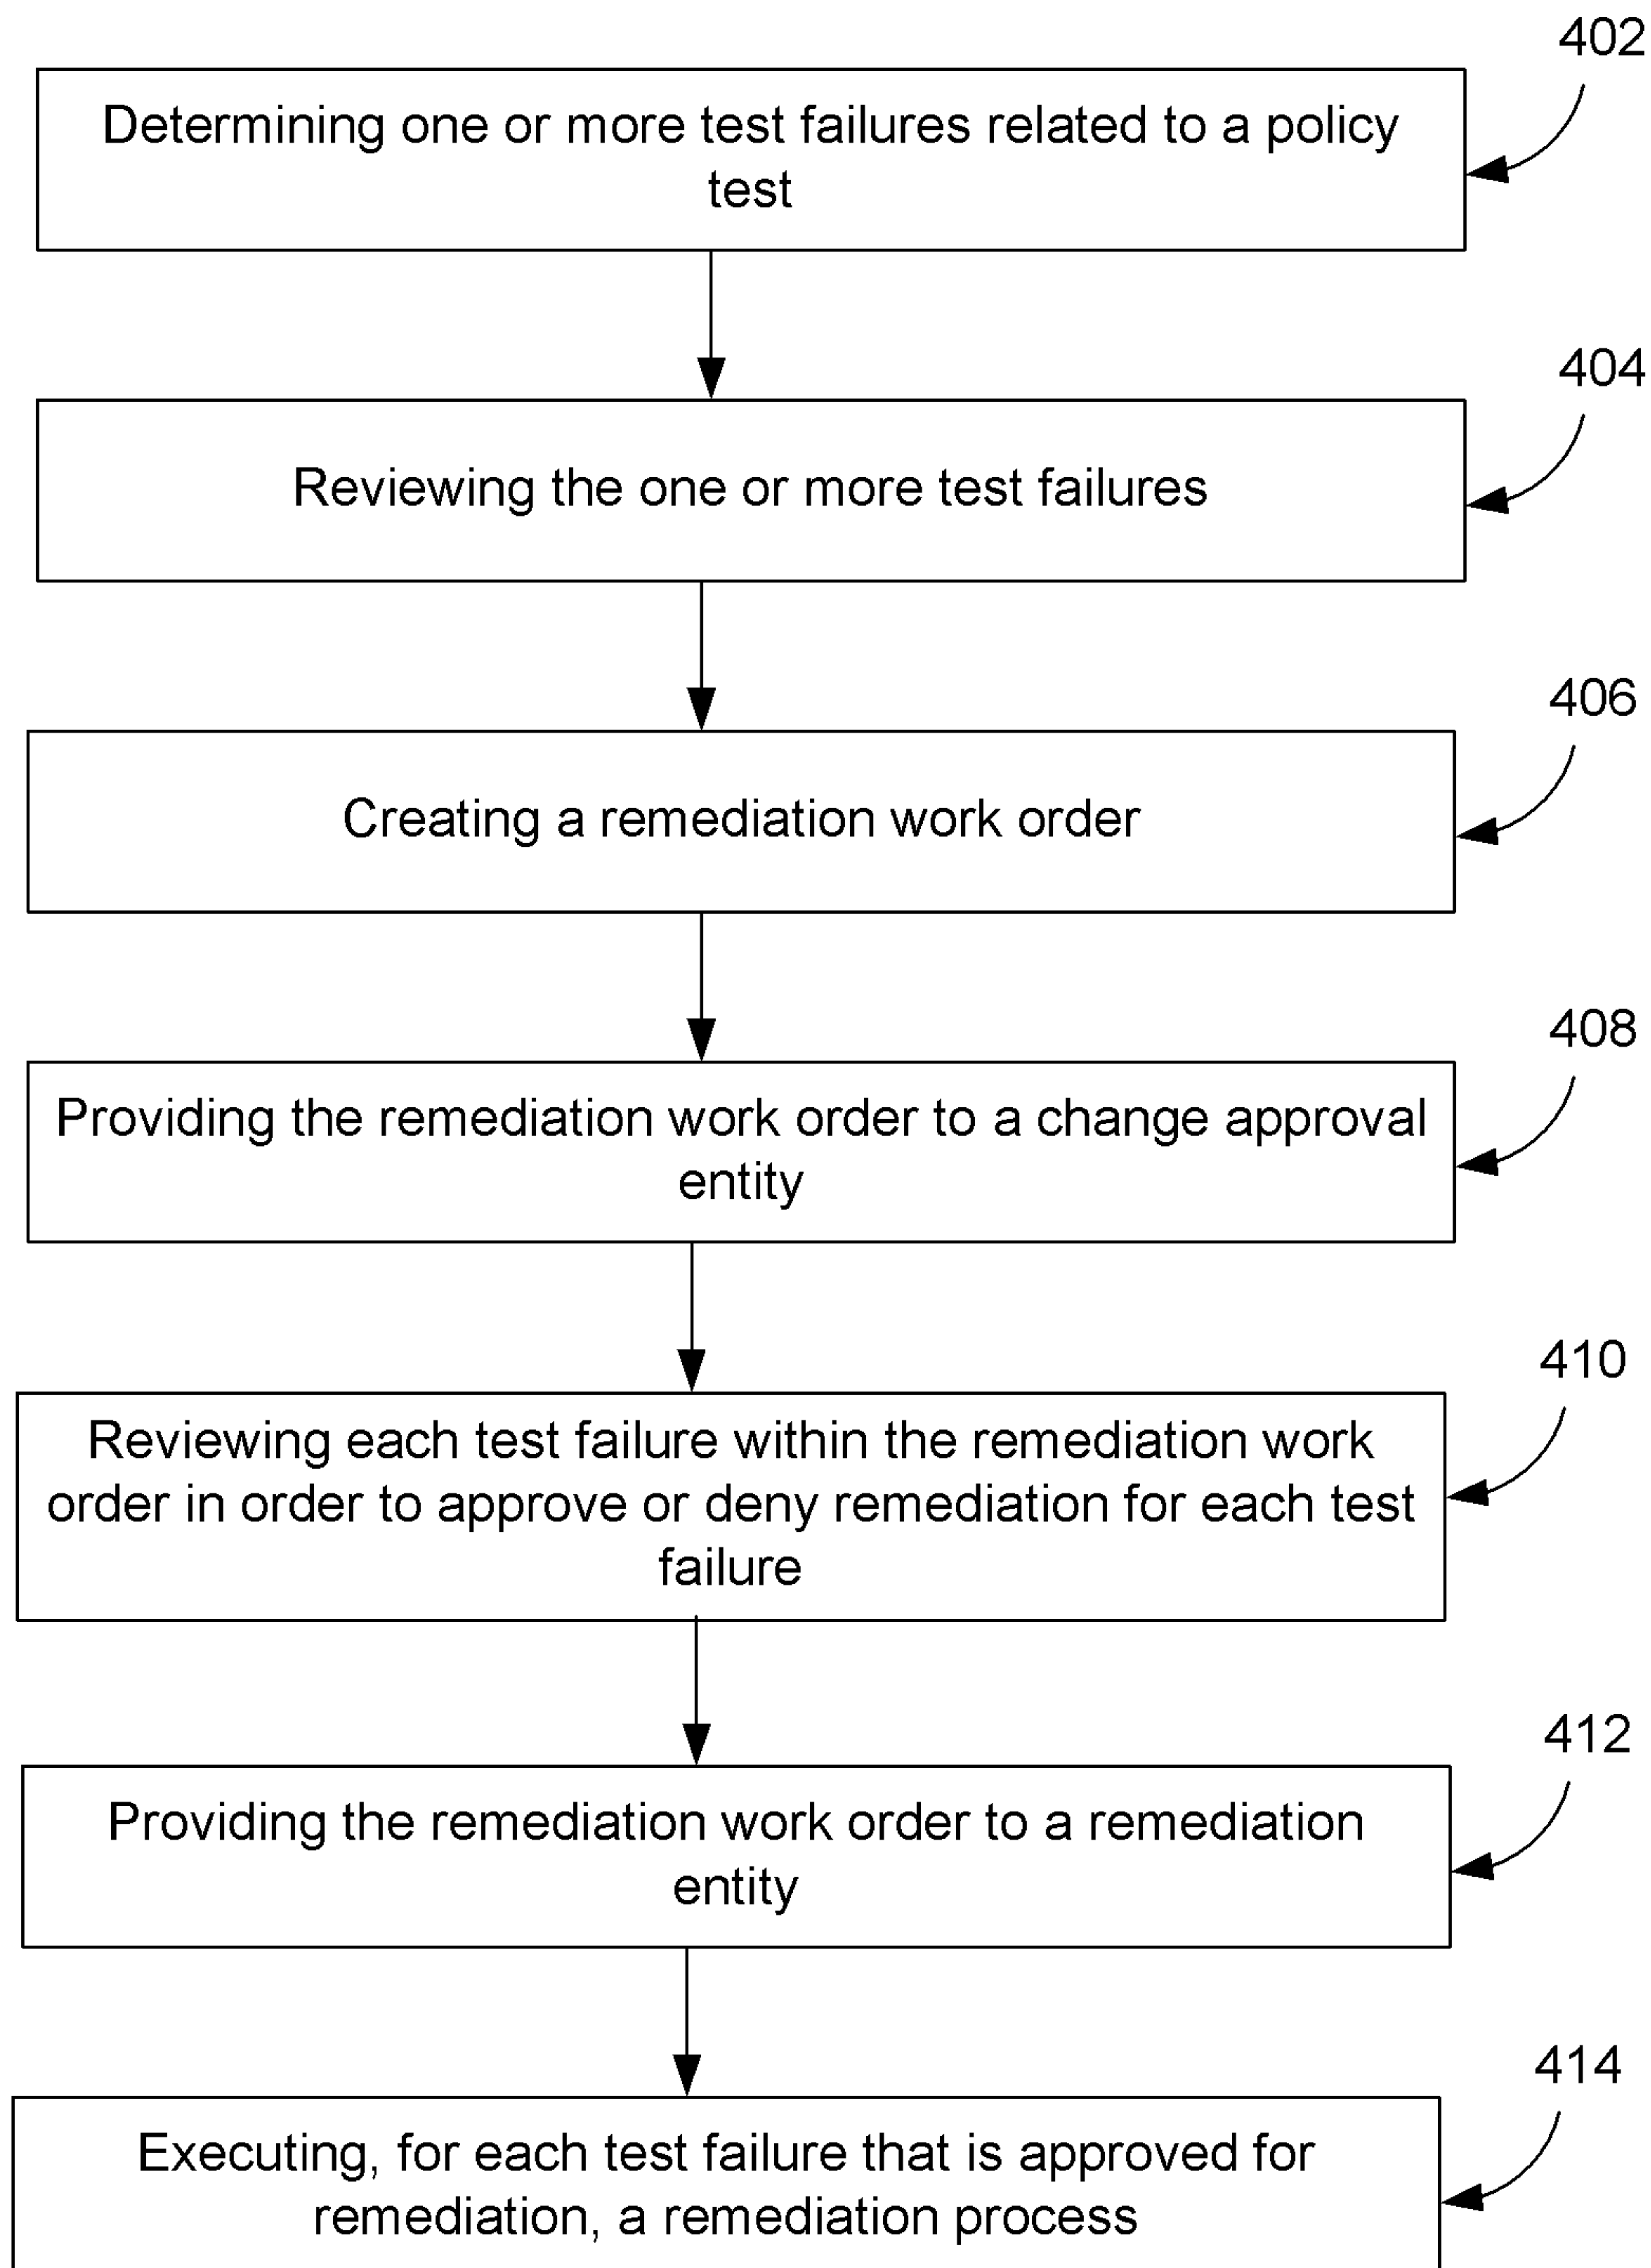 402
Determining one or more test failures related to a policy
test
404
Reviewing the one or more test failures
406
Creating a remediation work order
408
Providing the remediation work order to a change approval
entity
410
Reviewing each test failure within the remediation work
order in order to approve or deny remediation for each test
failure
412
Providing the remediation work order to a remediation
entity
414
Executing, for each test failure that is approved for
remediation, a remediation process